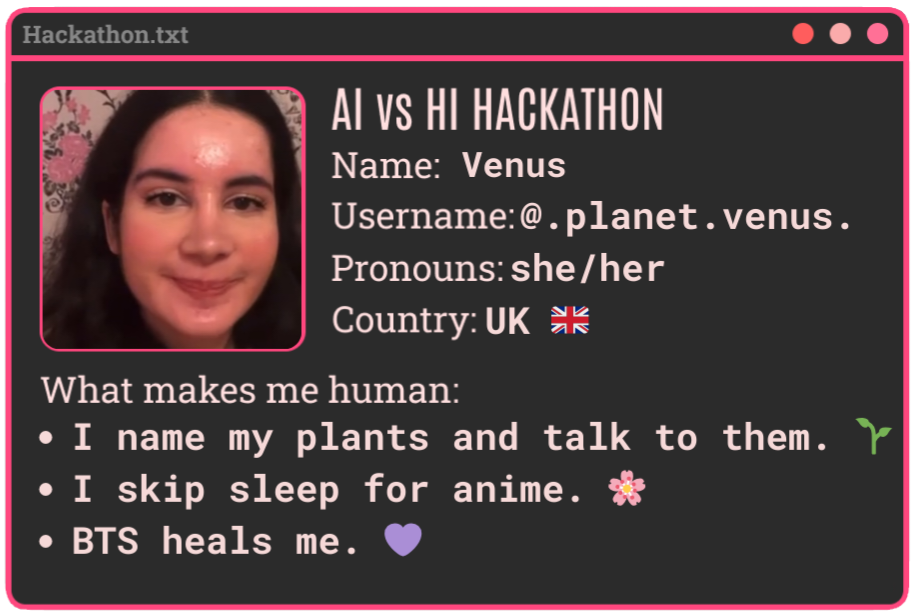 Hackathon.txt
AI vs HI HACKATHON
Name: Venus
Username:@.planet.venus.
Pronouns: she/her
Country: UK 🇬🇧
What makes me human:
• I name my plants and talk to them. 🌱
• I skip sleep for anime. 🌸
• BTS heals me. 💜